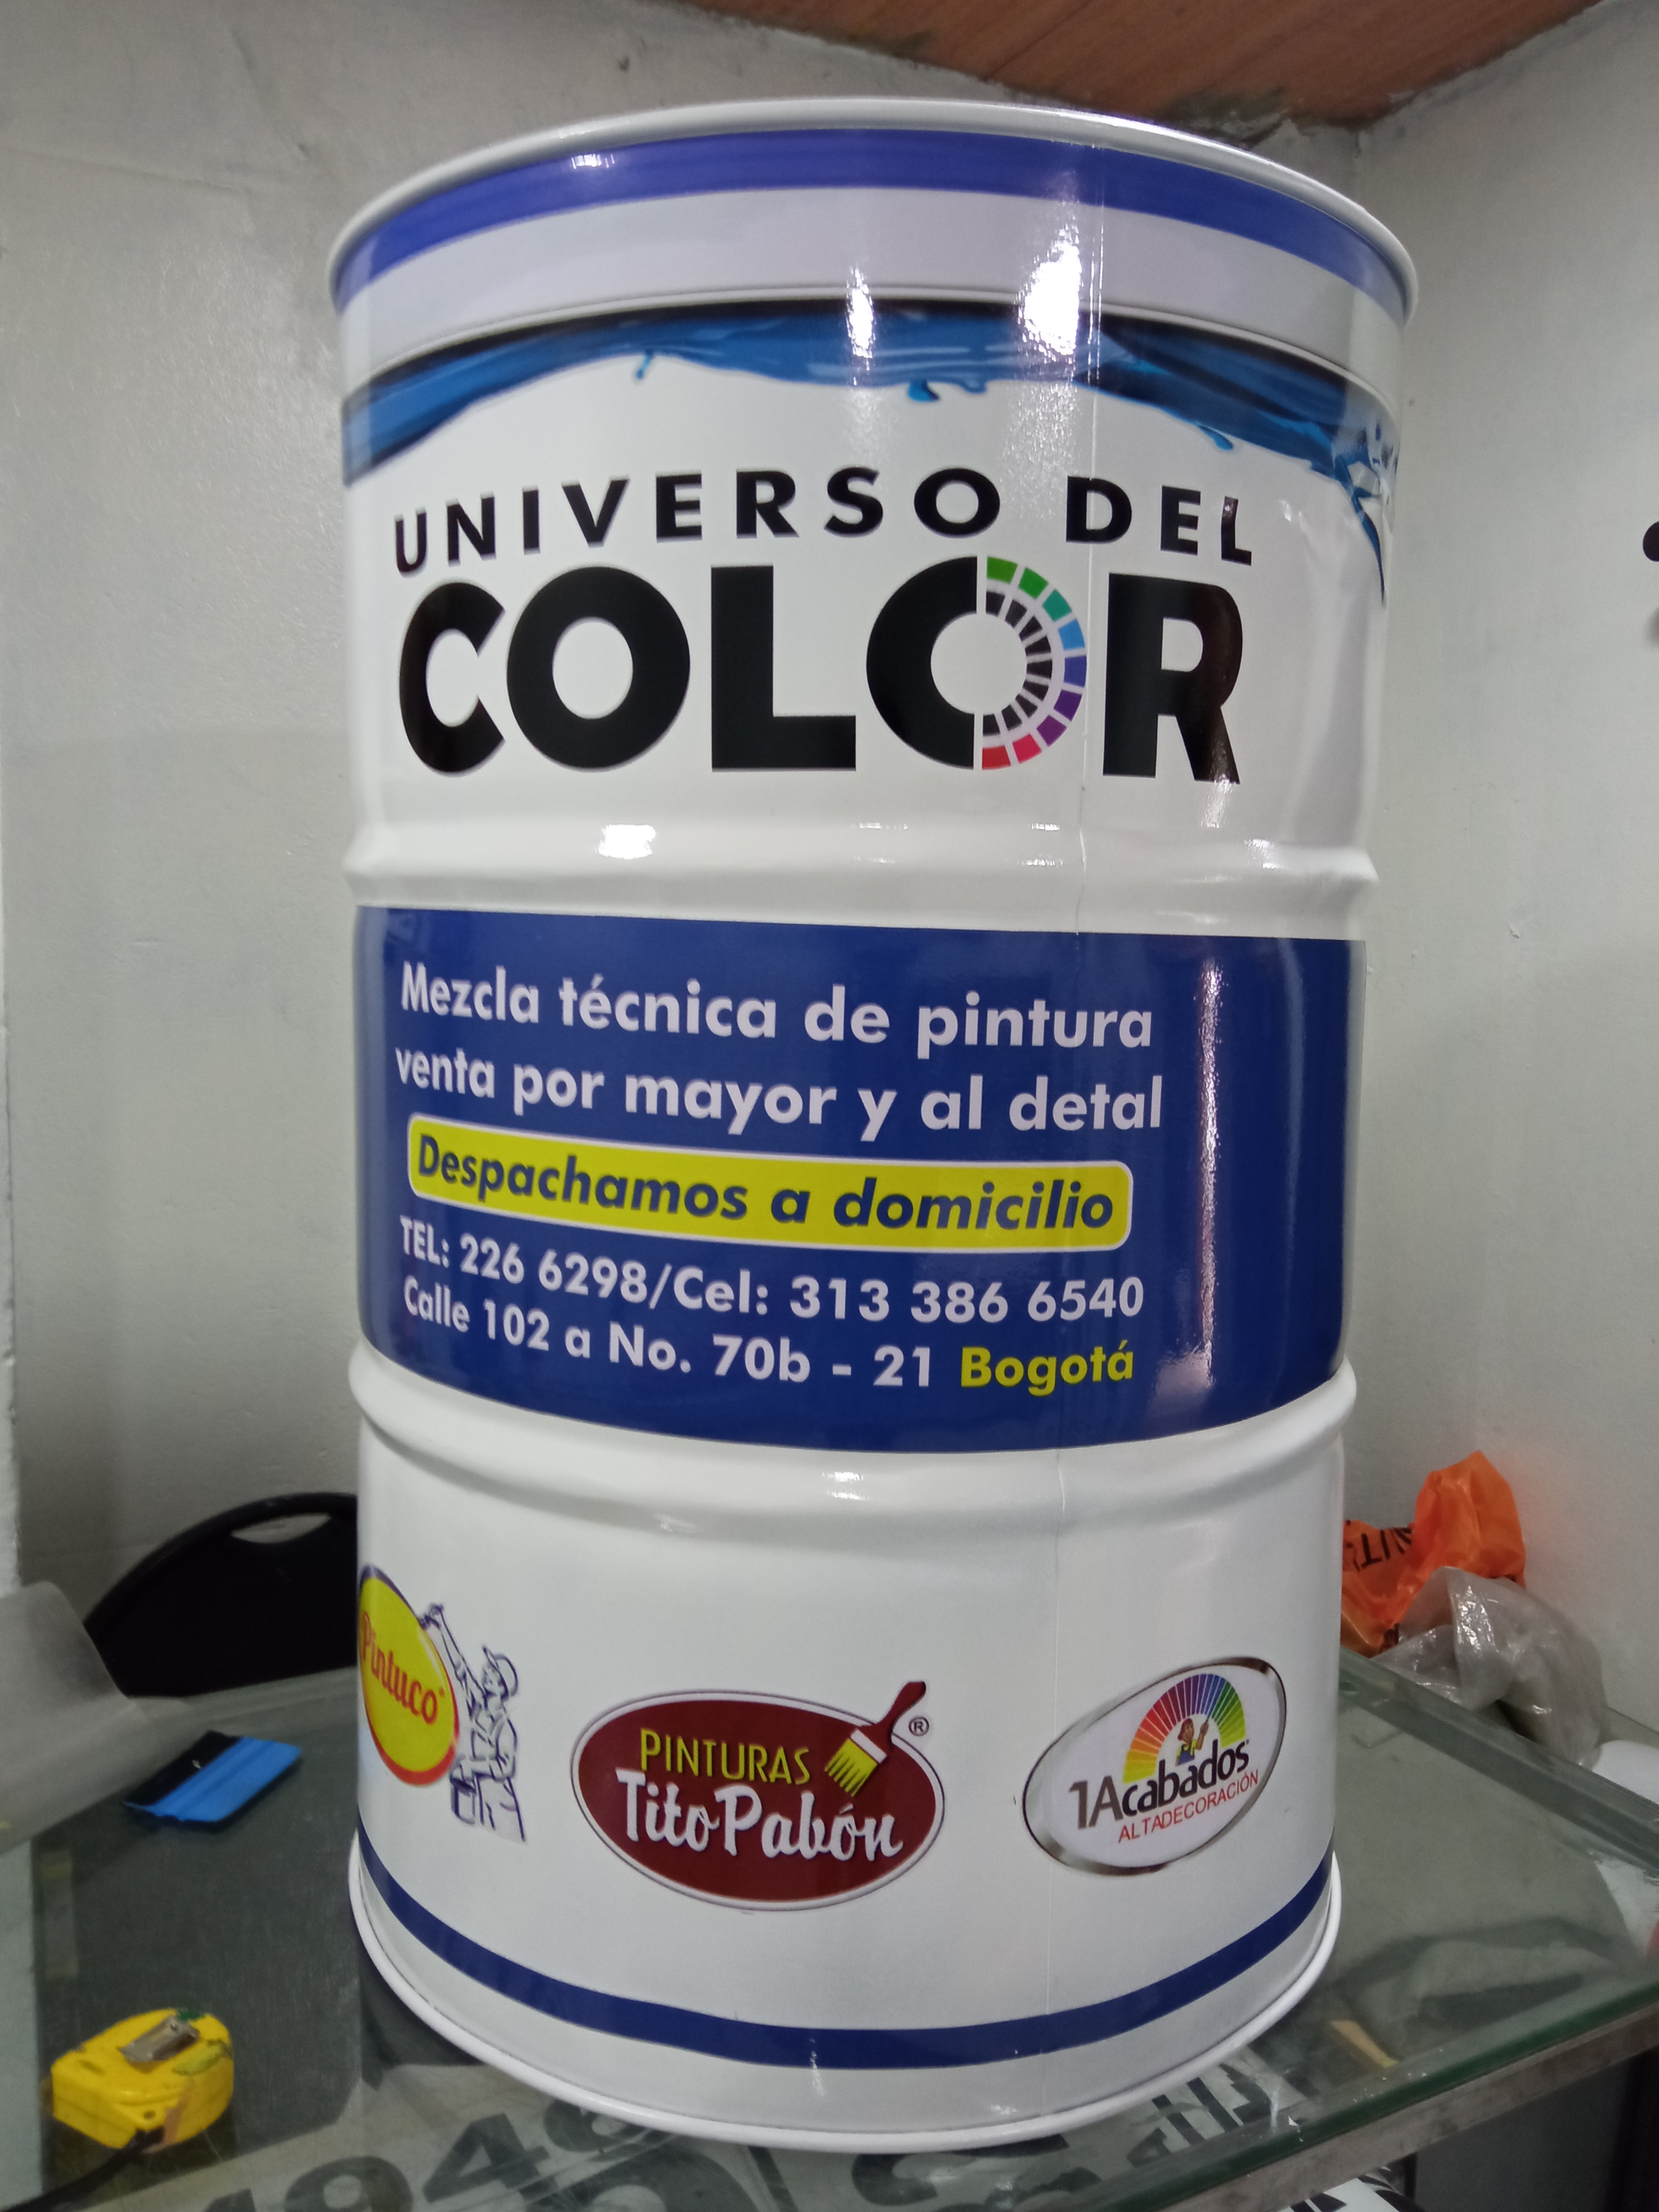 UNIVERSO DEL
COLOR
Mezcla técnica de pintura
venta por mayor y al detal
Despachamos a domicilio
TEL: 226 6298/Cel: 313 386 6540
Calle 102 a No. 70b - 21 Bogotá
Pintuco®
PINTURAS ®
Tito Pabón
1Acabados
ALTADECORACIÓN